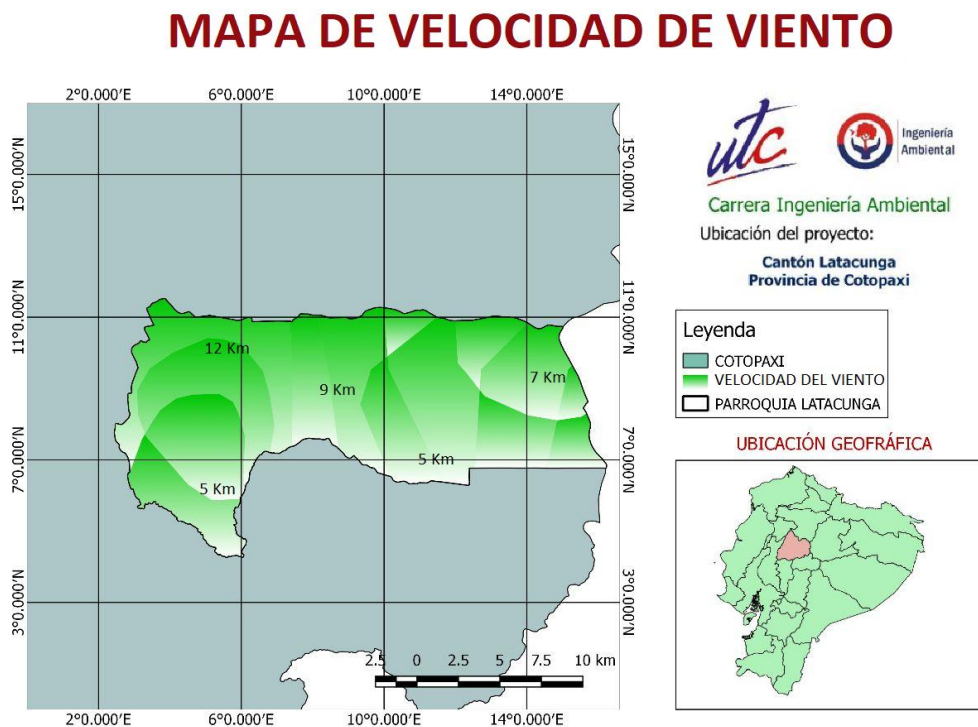 MAPA DE VELOCIDAD DE VIENTO
2°0.000'E 6°0.000'E 10°0.000'E 14°0.000'E
15°0.000'N 15°0.000'N
11°0.000'N 11°0.000'N
7°0.000'N 7°0.000'N
3°0.000'N 3°0.000'N
12 Km
9 Km
7 Km
5 Km
5 Km
2.5 0 2.5 5 7.5 10 km
2°0.000'E 6°0.000'E 10°0.000'E 14°0.000'E
utc
Ingeniería
Ambiental
Carrera Ingeniería Ambiental
Ubicación del proyecto:
Cantón Latacunga
Provincia de Cotopaxi
Leyenda
COTOPAXI
VELOCIDAD DEL VIENTO
PARROQUIA LATACUNGA
UBICACIÓN GEOFRÁFICA